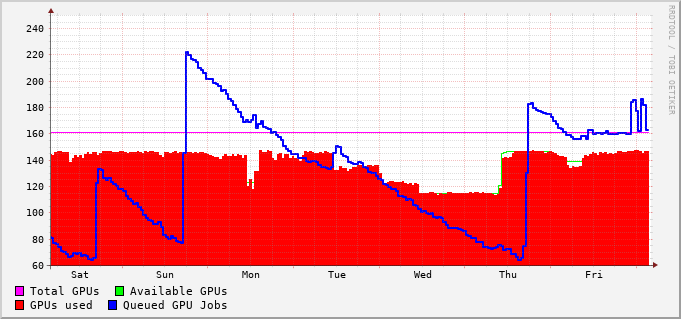 RRDTOOL / TOBI OETIKER
240
220
200
180
160
140
120
100
80
60
Sat Sun Mon Tue Wed Thu Fri
Total GPUs Available GPUs
GPUs used Queued GPU Jobs